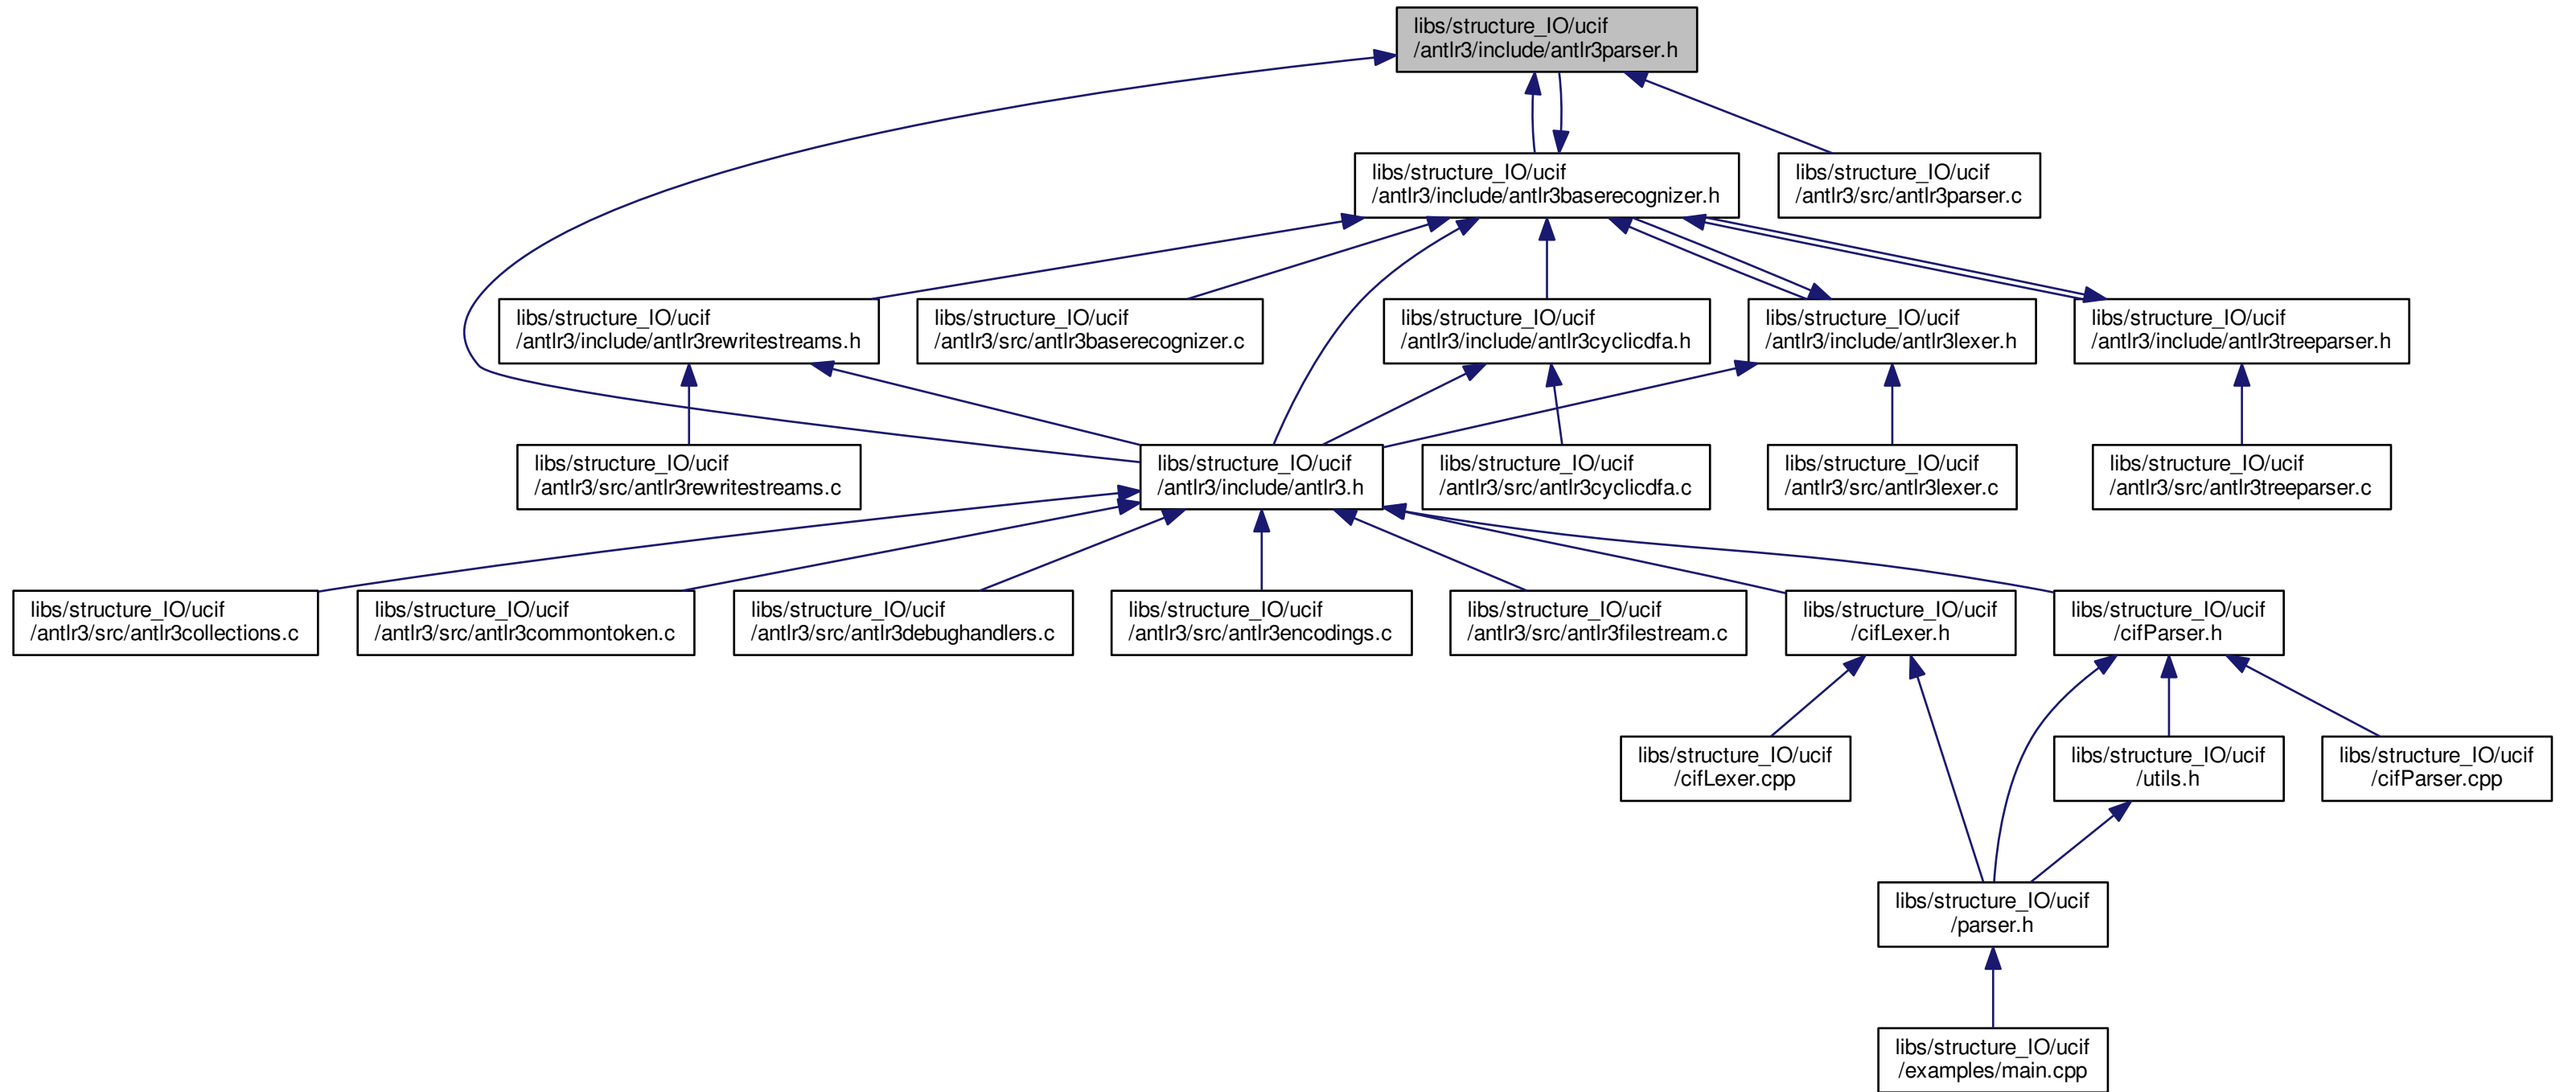 libs/structure_IO/ucif
/antlr3/include/antlr3parser.h
libs/structure_IO/ucif
/antlr3/include/antlr3baserecognizer.h
libs/structure_IO/ucif
/antlr3/src/antlr3parser.c
libs/structure_IO/ucif
/antlr3/include/antlr3rewritestreams.h
libs/structure_IO/ucif
/antlr3/src/antlr3baserecognizer.c
libs/structure_IO/ucif
/antlr3/include/antlr3cyclicdfa.h
libs/structure_IO/ucif
/antlr3/include/antlr3lexer.h
libs/structure_IO/ucif
/antlr3/include/antlr3treeparser.h
libs/structure_IO/ucif
/antlr3/src/antlr3rewritestreams.c
libs/structure_IO/ucif
/antlr3/include/antlr3.h
libs/structure_IO/ucif
/antlr3/src/antlr3cyclicdfa.c
libs/structure_IO/ucif
/antlr3/src/antlr3lexer.c
libs/structure_IO/ucif
/antlr3/src/antlr3treeparser.c
libs/structure_IO/ucif
/antlr3/src/antlr3collections.c
libs/structure_IO/ucif
/antlr3/src/antlr3commontoken.c
libs/structure_IO/ucif
/antlr3/src/antlr3debughandlers.c
libs/structure_IO/ucif
/antlr3/src/antlr3encodings.c
libs/structure_IO/ucif
/antlr3/src/antlr3filestream.c
libs/structure_IO/ucif
/cifLexer.h
libs/structure_IO/ucif
/cifParser.h
libs/structure_IO/ucif
/cifLexer.cpp
libs/structure_IO/ucif
/utils.h
libs/structure_IO/ucif
/cifParser.cpp
libs/structure_IO/ucif
/parser.h
libs/structure_IO/ucif
/examples/main.cpp